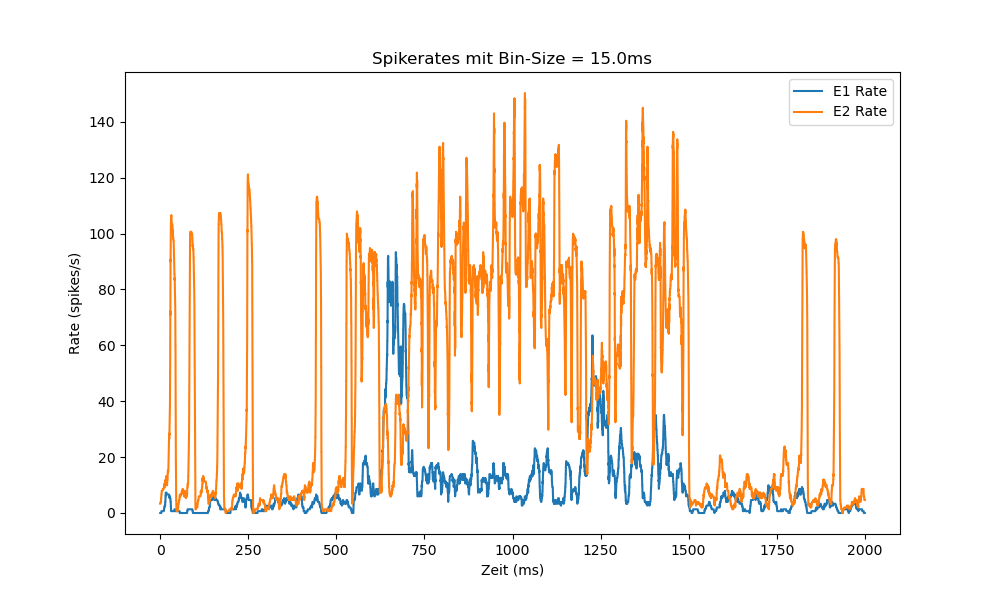 Spikerates mit Bin-Size = 15.0ms
E1 Rate
E2 Rate
140
120
100
80
60
40
20
0
Rate (spikes/s)
0 250 500 750 1000 1250 1500 1750 2000
Zeit (ms)